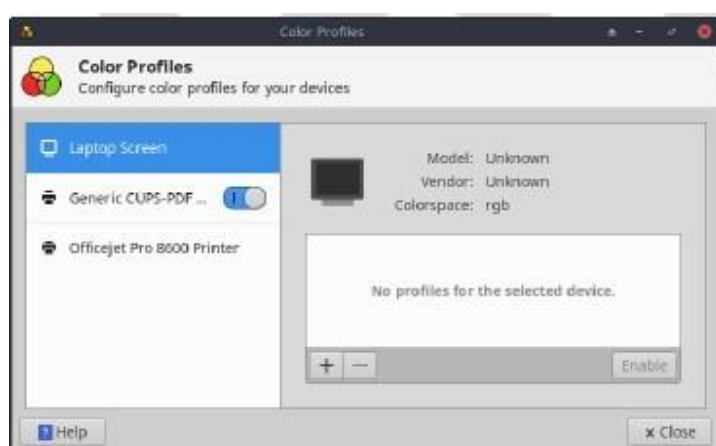 Color Profiles
Color Profiles
Configure color profiles for your devices
Laptop Screen
Generic CUPS-PDF ...
Officejet Pro 8600 Printer
Model: Unknown
Vendor: Unknown
Colorspace: rgb
No profiles for the selected device.
Enable
Help
Close